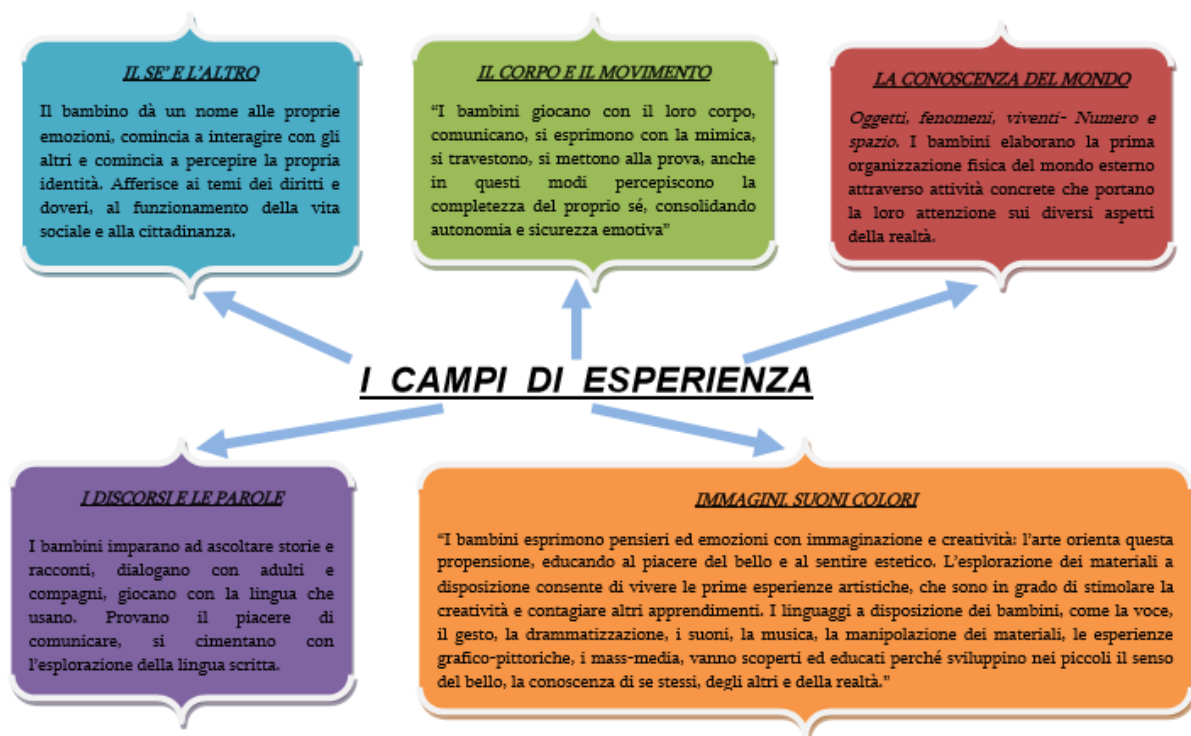 IL SE' E L'ALTRO
Il bambino dà un nome alle proprie
emozioni, comincia a interagire con gli
altri e comincia a percepire la propria
identità. Afferisce ai temi dei diritti e
doveri, al funzionamento della vita
sociale e alla cittadinanza.
IL CORPO E IL MOVIMENTO
“I bambini giocano con il loro corpo,
comunicano, si esprimono con la mimica,
si travestono, si mettono alla prova, anche
in questi modi percepiscono la
completezza del proprio sé, consolidando
autonomia e sicurezza emotiva”
LA CONOSCENZA DEL MONDO
Oggetti, fenomeni, viventi- Numero e
spazio. I bambini elaborano la prima
organizzazione fisica del mondo esterno
attraverso attività concrete che portano
la loro attenzione sui diversi aspetti
della realtà.
I CAMPI DI ESPERIENZA
I DISCORSI E LE PAROLE
I bambini imparano ad ascoltare storie e
racconti, dialogano con adulti e
compagni, giocano con la lingua che
usano. Provano il piacere di
comunicare, si cimentano con
l’esplorazione della lingua scritta.
IMMAGINI, SUONI COLORI
“I bambini esprimono pensieri ed emozioni con immaginazione e creatività: l’arte orienta questa
propensione, educando al piacere del bello e al sentire estetico. L’esplorazione dei materiali a
disposizione consente di vivere le prime esperienze artistiche, che sono in grado di stimolare la
creatività e contagiare altri apprendimenti. I linguaggi a disposizione dei bambini, come la voce,
il gesto, la drammatizzazione, i suoni, la musica, la manipolazione dei materiali, le esperienze
grafico-pittoriche, i mass-media, vanno scoperti ed educati perché sviluppino nei piccoli il senso
del bello, la conoscenza di se stessi, degli altri e della realtà.”